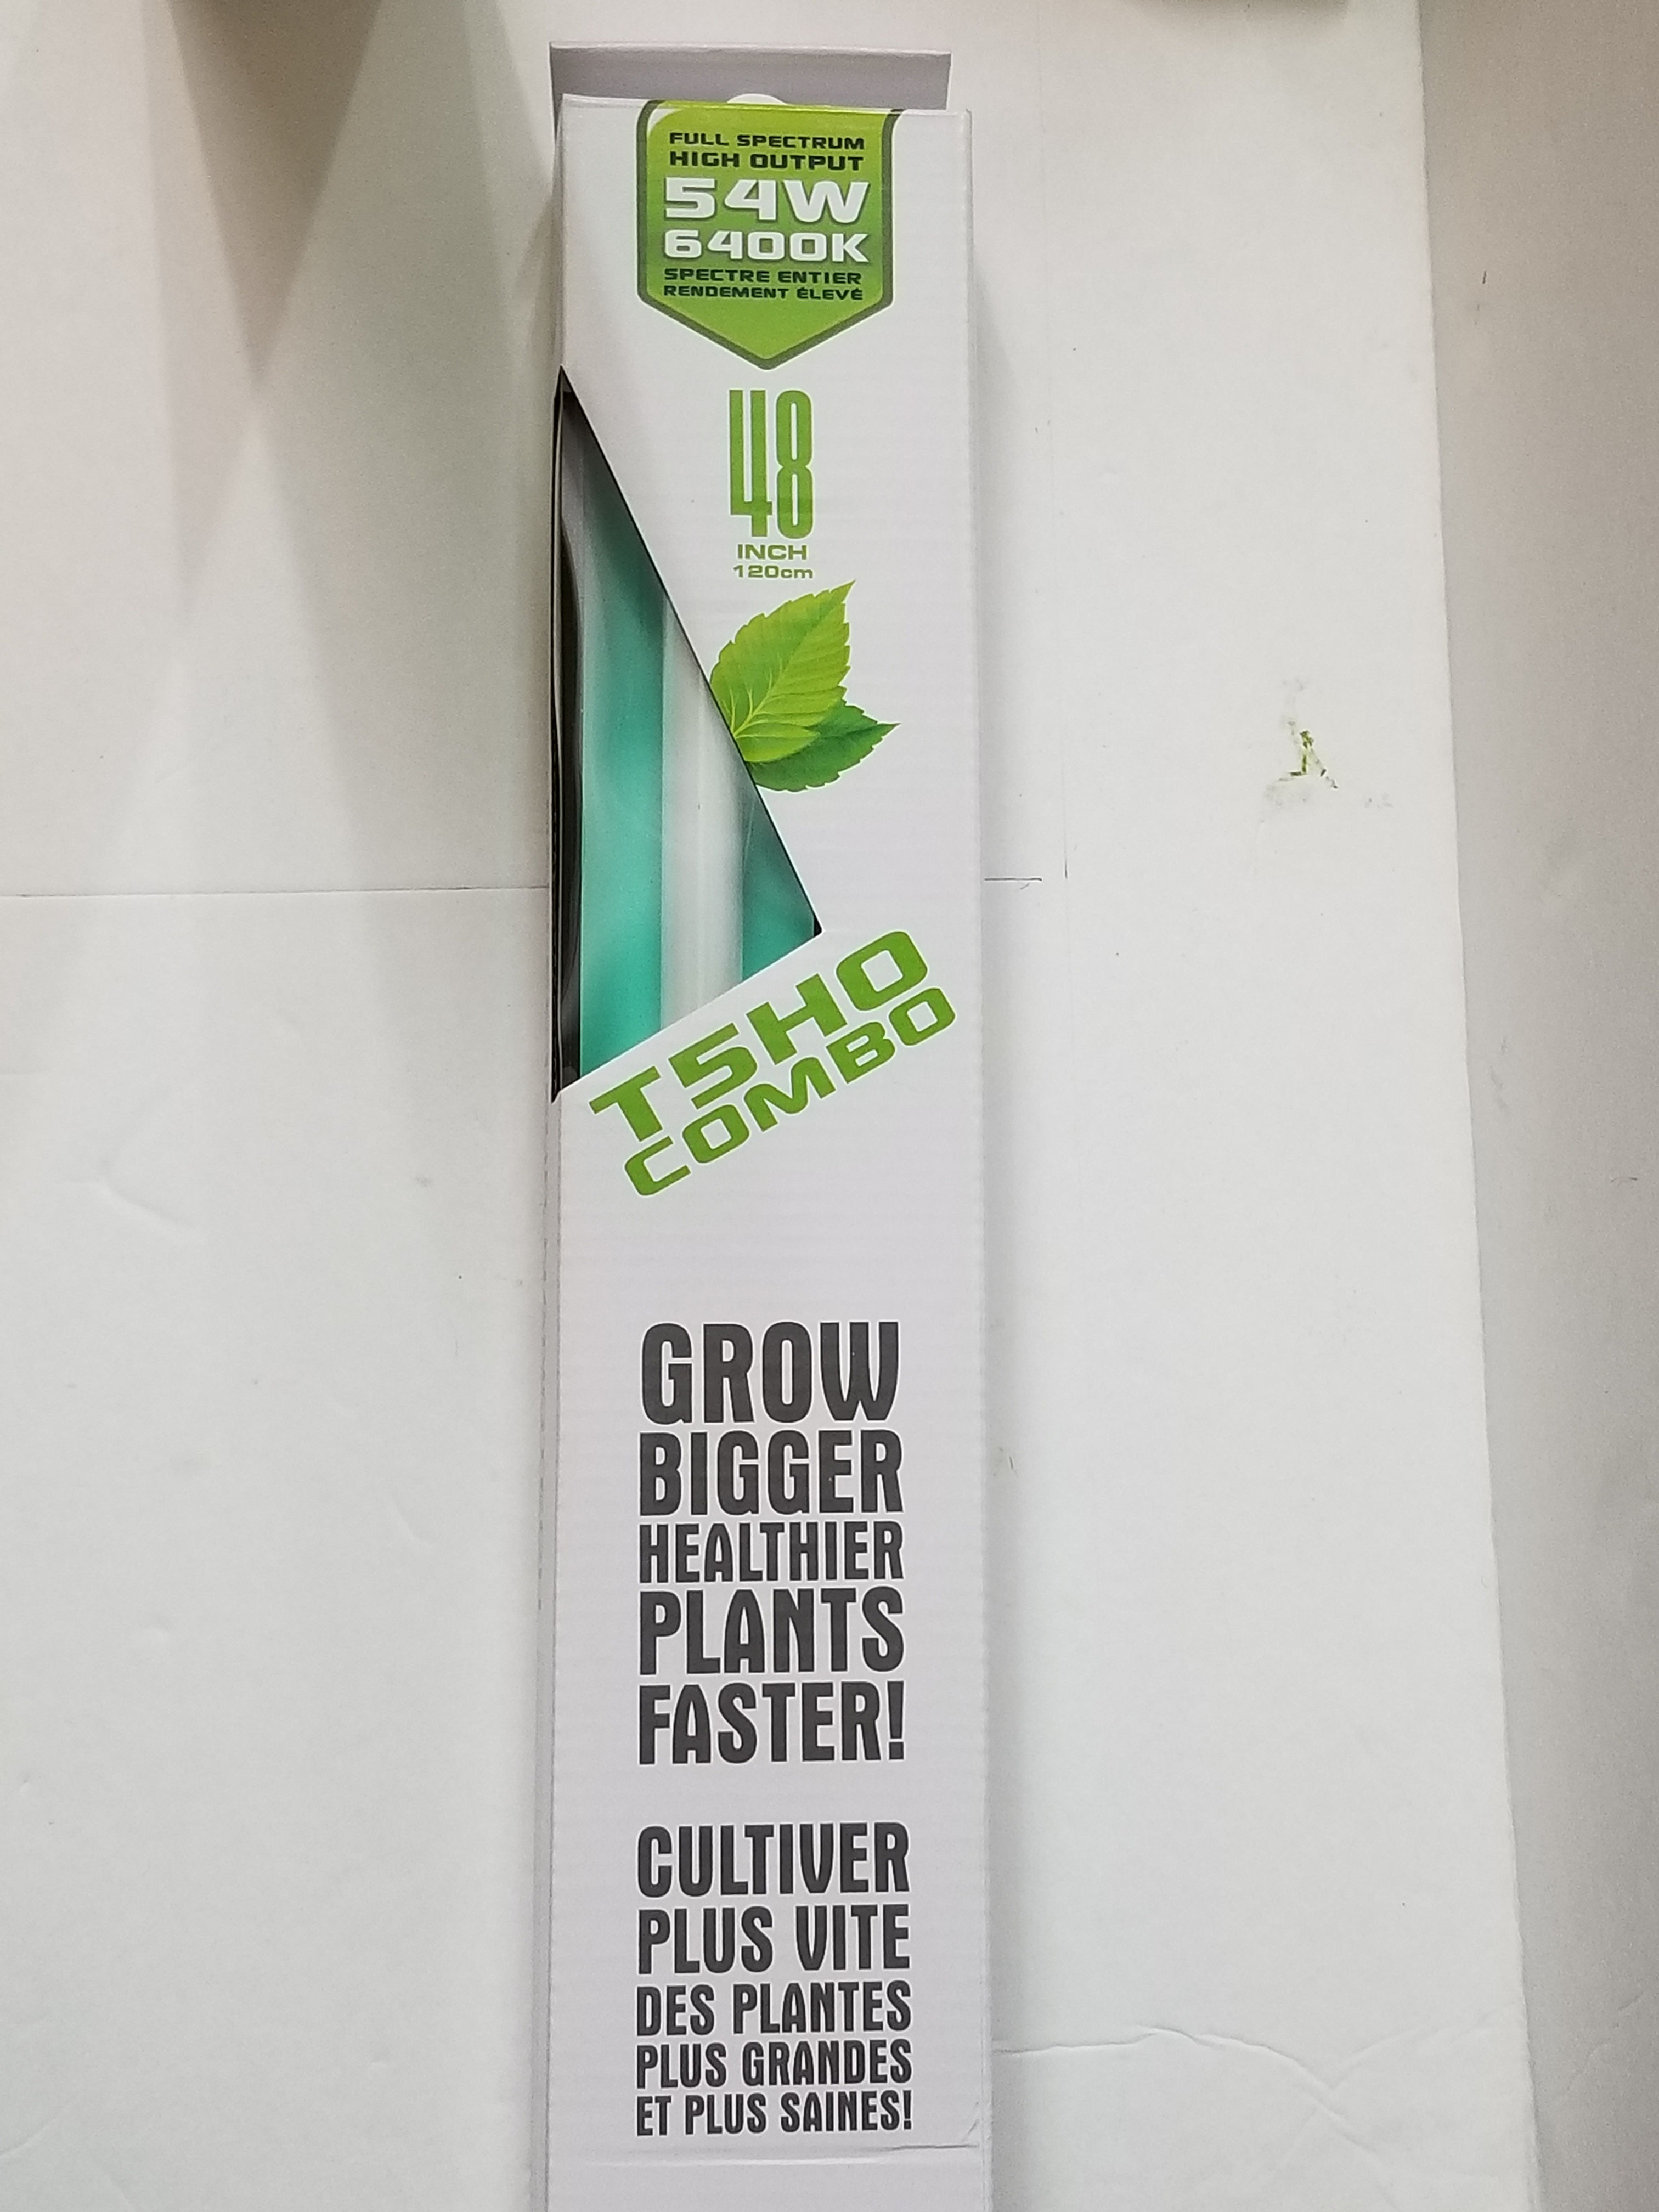 FULL SPECTRUM
HIGH OUTPUT
54W
6400K
SPECTRE ENTIER
RENDEMENT ÉLEVÉ
48
INCH
120cm
T5HO
COMBO
GROW
BIGGER
HEALTHIER
PLANTS
FASTER!
CULTIVER
PLUS VITE
DES PLANTES
PLUS GRANDES
ET PLUS SAINES!